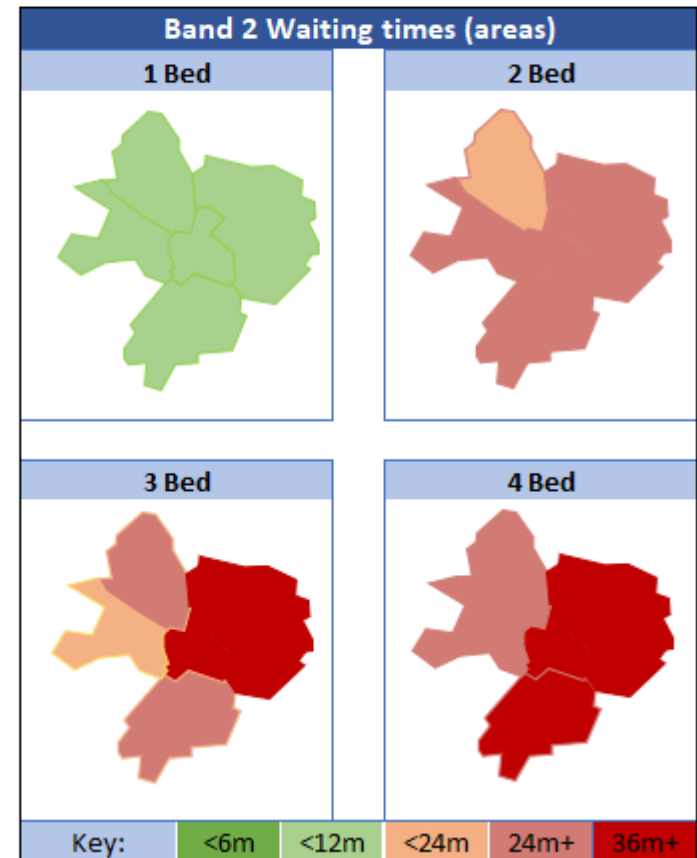 Band 2 Waiting times (areas)
1 Bed
2 Bed
3 Bed
4 Bed
Key: <6m <12m <24m 24m+ 36m+